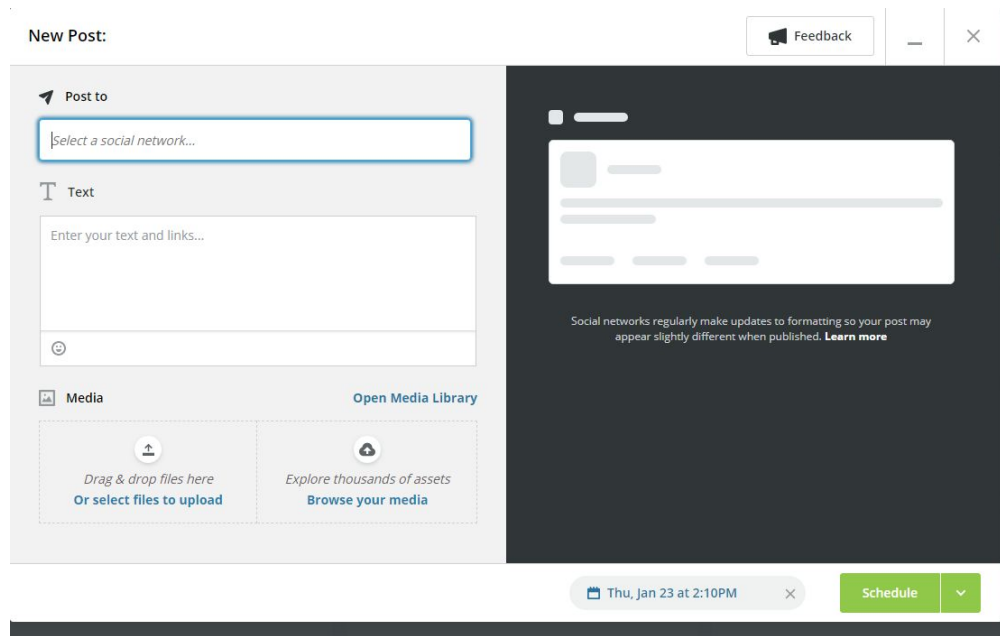 New Post:
Feedback
Post to
Select a social network...
Text
Enter your text and links...
Media
Open Media Library
Drag & drop files here
Or select files to upload
Explore thousands of assets
Browse your media
Social networks regularly make updates to formatting so your post may
appear slightly different when published. Learn more
Thu, Jan 23 at 2:10PM
Schedule